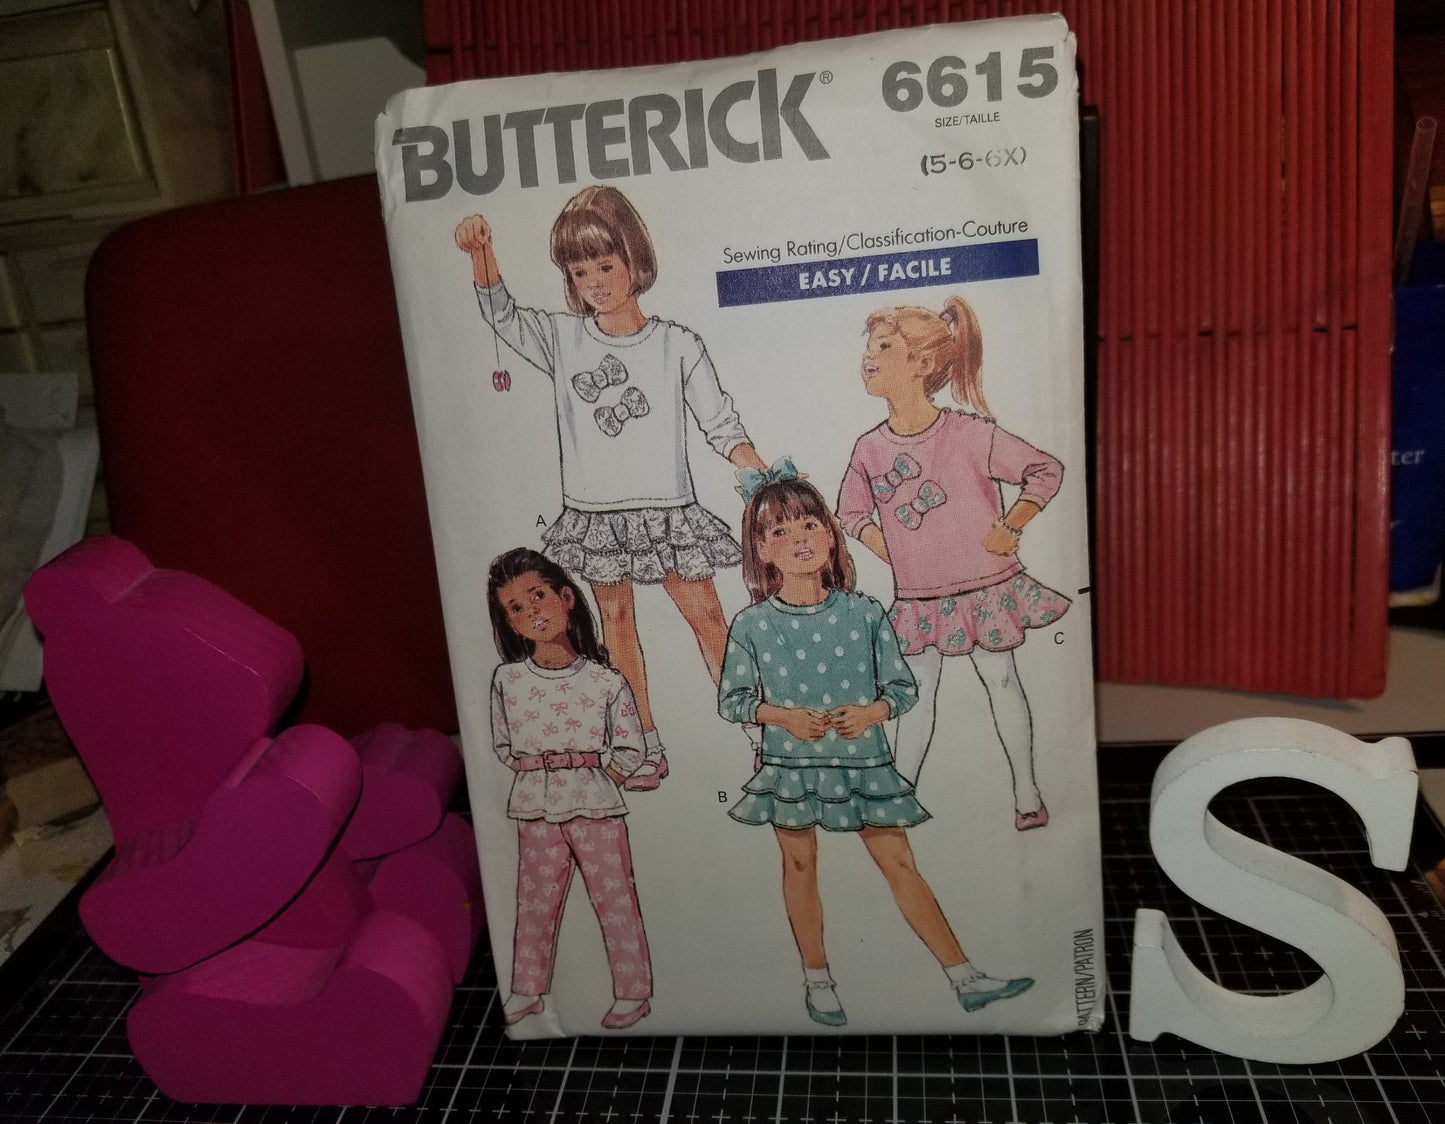 BUTTERICK®
6615
SIZE/TAILLE
(5-6-6X)
Sewing Rating/Classification-Couture
EASY / FACILE
A
C
B
PATTERN/PATRON
S